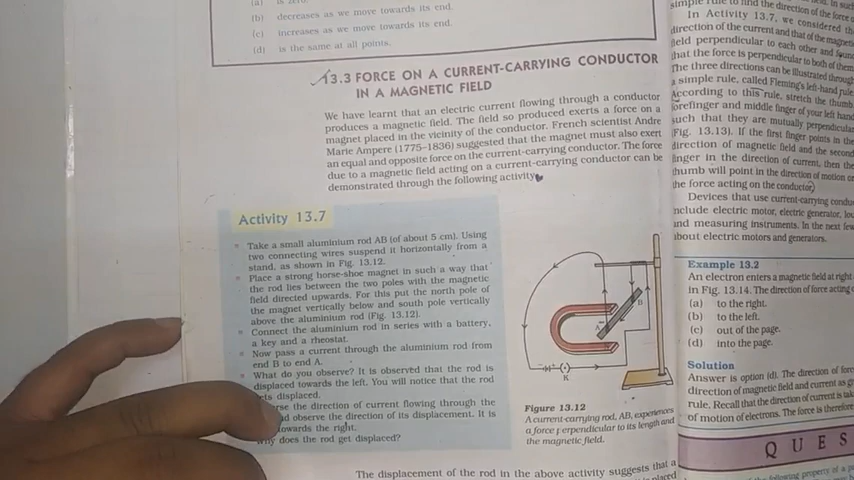 (a) is zero.
(b) decreases as we move towards its end.
(c) increases as we move towards its end.
(d) is the same at all points.
13.3 FORCE ON A CURRENT-CARRYING CONDUCTOR
IN A MAGNETIC FIELD
We have learnt that an electric current flowing through a conductor
produces a magnetic field. The field so produced exerts a force on a
magnet placed in the vicinity of the conductor. French scientist Andre
Marie Ampere (1775–1836) suggested that the magnet must also exert
an equal and opposite force on the current-carrying conductor. The force
due to a magnetic field acting on a current-carrying conductor can be
demonstrated through the following activity.
Activity 13.7
Take a small aluminium rod AB (of about 5 cm). Using
two connecting wires suspend it horizontally from a
stand, as shown in Fig. 13.12.
Place a strong horse-shoe magnet in such a way that
the rod lies between the two poles with the magnetic
field directed upwards. For this put the north pole of
the magnet vertically below and south pole vertically
above the aluminium rod (Fig. 13.12).
Connect the aluminium rod in series with a battery,
a key and a rheostat.
Now pass a current through the aluminium rod from
end B to end A.
What do you observe? It is observed that the rod is
displaced towards the left. You will notice that the rod
displaced.
the direction of current flowing through the
observe the direction of its displacement. It is
towards the right.
does the rod get displaced?
A
B
K
Figure 13.12
A current-carrying rod, AB, experiences
a force perpendicular to its length and
the magnetic field.
The displacement of the rod in the above activity suggests that a
simple rule to find the direction of the force
In Activity 13.7, we considered
direction of the current and that of the
field perpendicular to each other and
that the force is perpendicular to both of them
The three directions can be illustrated through
a simple rule, called Fleming's left-hand rule.
According to this rule, stretch the thumb,
forefinger and middle finger of your left hand
such that they are mutually perpendicular
(Fig. 13.13). If the first finger points in the
direction of magnetic field and the second
finger in the direction of current, then the
thumb will point in the direction of motion or
the force acting on the conductor.
Devices that use current-carrying
include electric motor, electric generator,
and measuring instruments. In the next few
about electric motors and generators.
Example 13.2
An electron enters a magnetic field at right
in Fig. 13.14. The direction of force acting
(a) to the right.
(b) to the left.
(c) out of the page.
(d) into the page.
Solution
Answer is option (d). The direction of force
direction of magnetic field and current as
rule. Recall that the direction of current is
of motion of electrons. The force is therefore
Q U E S
following property of a